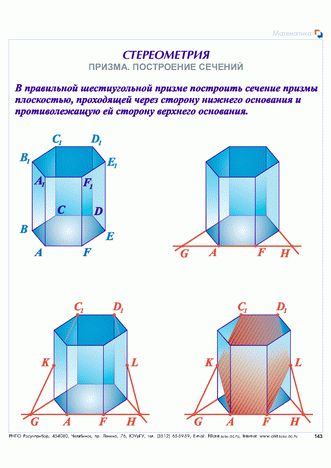 Математика
СТЕРЕОМЕТРИЯ
ПРИЗМА. ПОСТРОЕНИЕ СЕЧЕНИЙ
В правильной шестиугольной призме построить сечение призмы
плоскостью, проходящей через сторону нижнего основания и
противолежащую ей сторону верхнего основания.
C1 D1
B1 E1
A1 F1
C D
B E
A F
G A F H
C1 D1
K L
G A F H
C1 D1
K L
G A F H
143